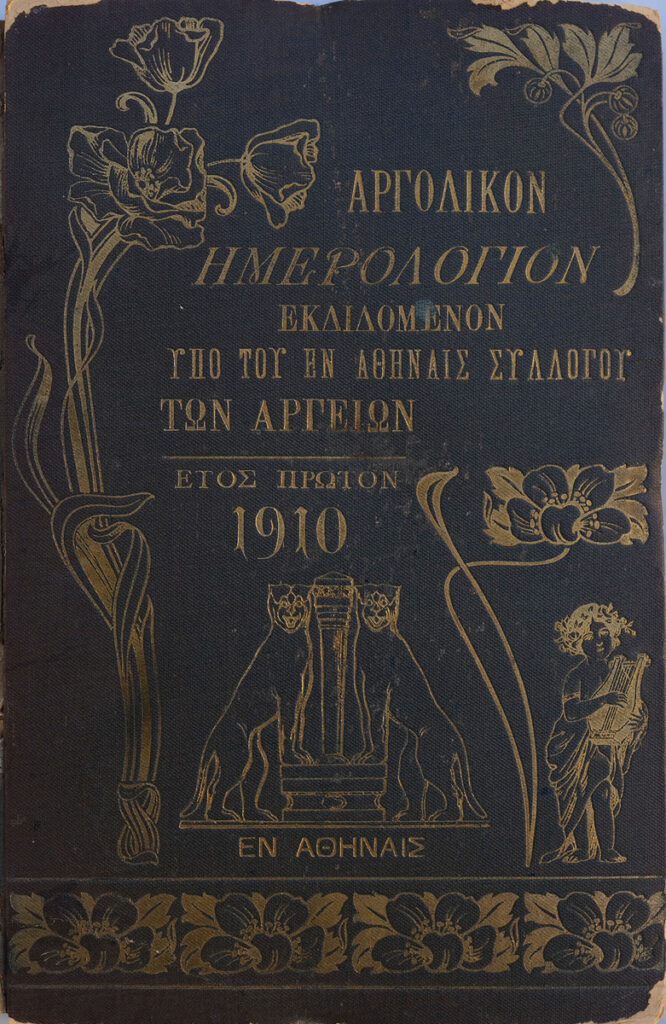 ΑΡΓΟΛΙΚΟΝ
ΗΜΕΡΟΛΟΓΙΟΝ
ΕΚΔΙΔΟΜΕΝΟΝ
ΥΠΟ ΤΟΥ ΕΝ ΑΘΗΝΑΙΣ ΣΥΛΛΟΓΟΥ
ΤΩΝ ΑΡΓΕΙΩΝ
ΕΤΟΣ ΠΡΩΤΟΝ
1910
ΕΝ ΑΘΗΝΑΙΣ